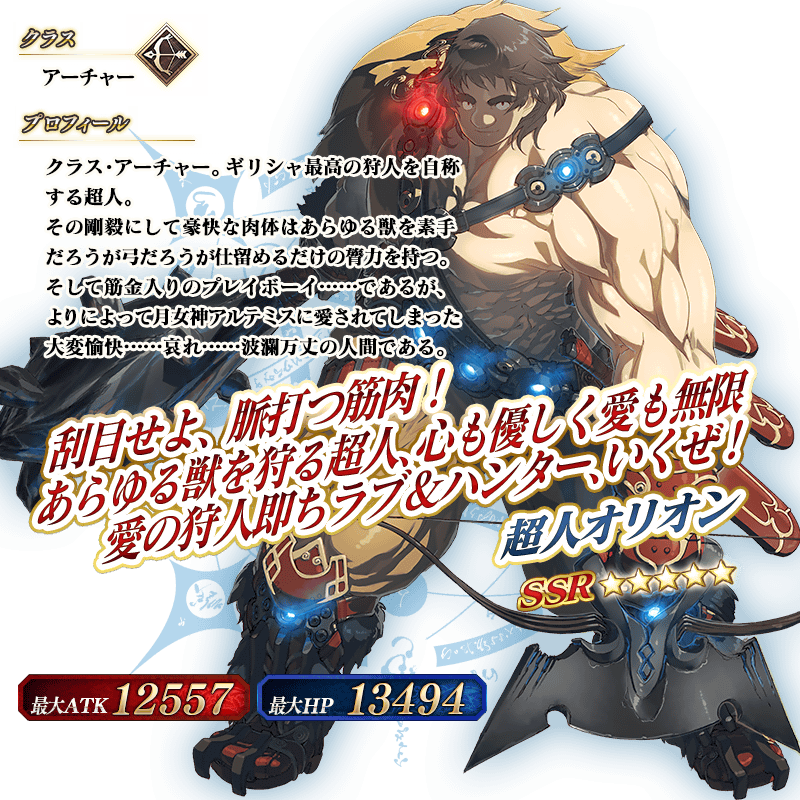 クラス
アーチャー
プロフィール
クラス・アーチャー。ギリシャ最高の狩人を自称
する超人。
その剛毅にして豪快な肉体はあらゆる獣を素手
だろうが弓だろうが仕留めるだけの膂力を持つ。
そして筋金入りのプレイボーイ……であるが、
よりによって月女神アルテミスに愛されてしまった
大変愉快……哀れ……波瀾万丈の人間である。
刮目せよ、脈打つ筋肉！
あらゆる獣を狩る超人、心も優しく愛も無限
愛の狩人即ちラブ&ハンター、いくぜ！
超人オリオン
SSR ☆☆☆☆☆
最大ATK 12557
最大HP 13494